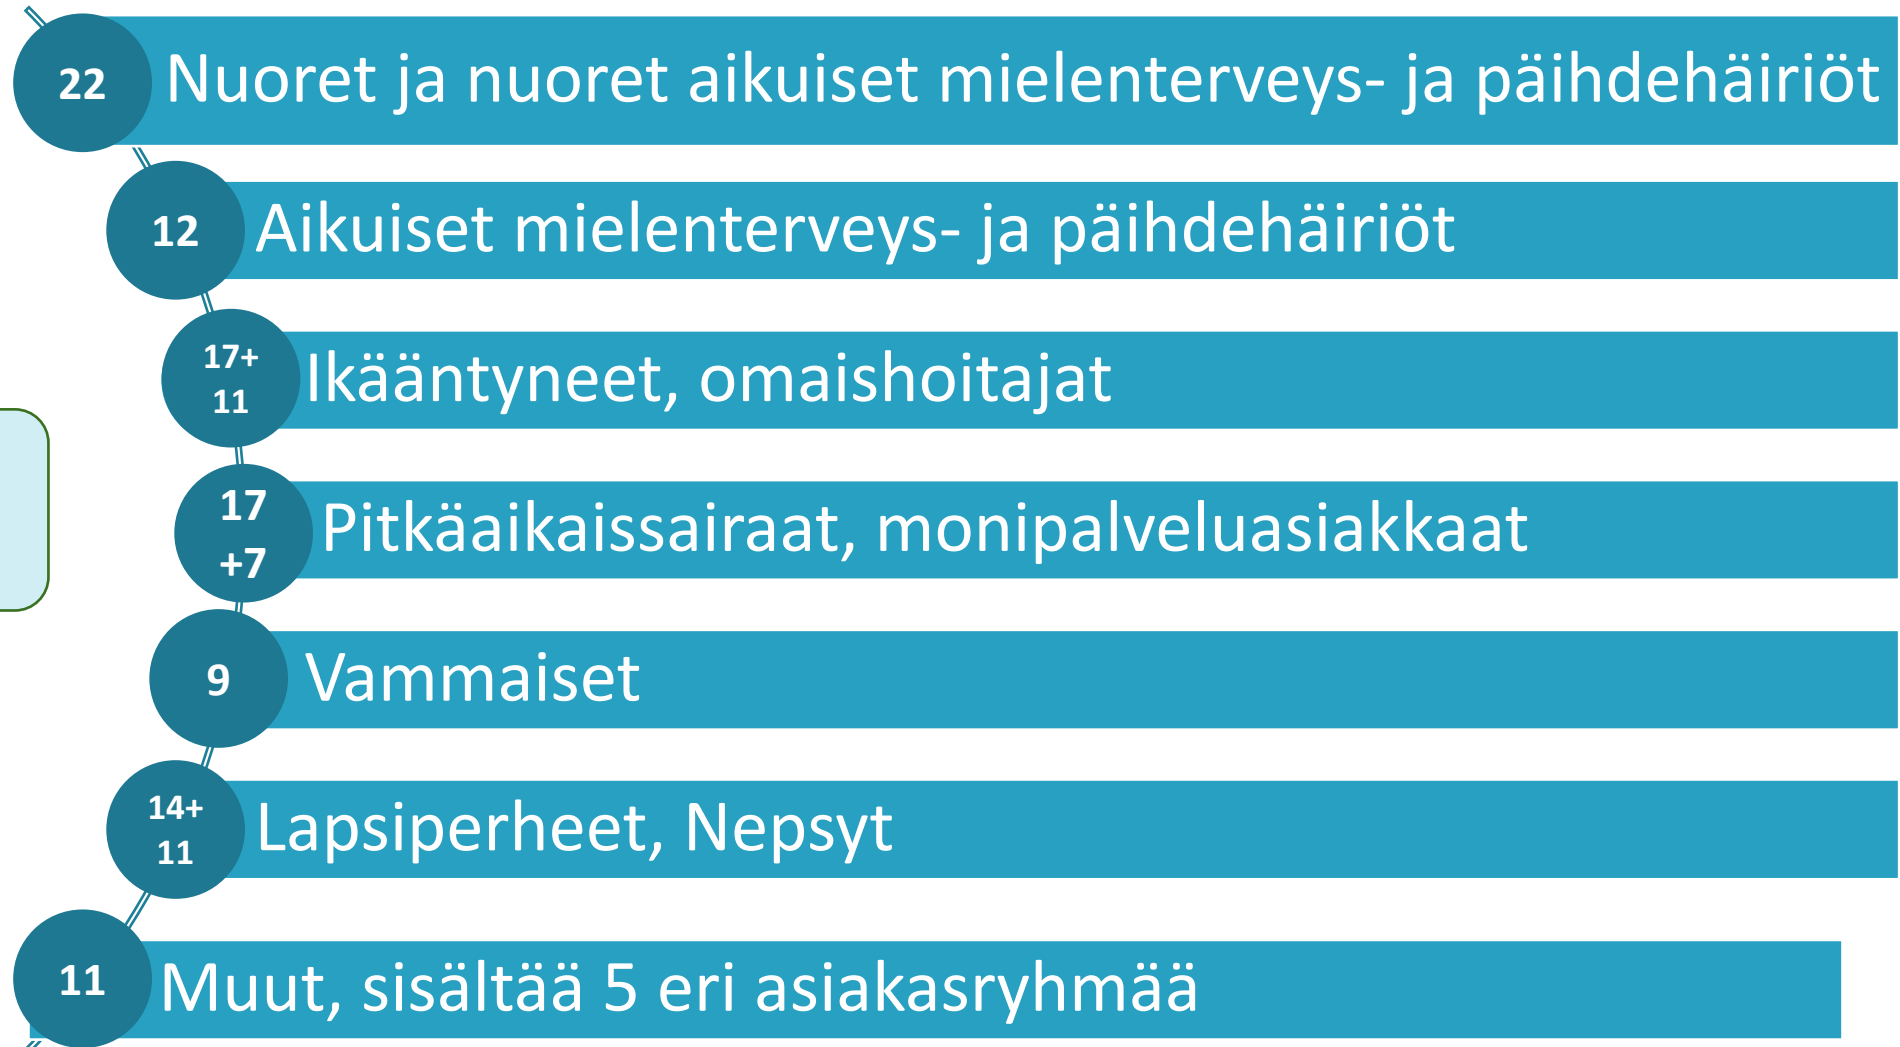 22 Nuoret ja nuoret aikuiset mielenterveys- ja päihdehäiriöt
12 Aikuiset mielenterveys- ja päihdehäiriöt
17+
11
Ikääntyneet, omaishoitajat
17
+7
Pitkäaikaissairaat, monipalveluasiakkaat
9 Vammaiset
14+
11
Lapsiperheet, Nepsyt
11 Muut, sisältää 5 eri asiakasryhmää